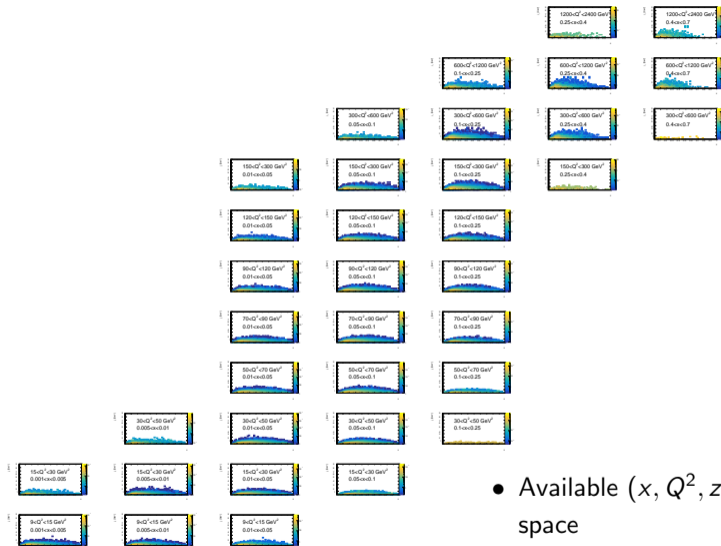 1200<Q²<2400 GeV²
0.25<x<0.4
1200<Q²<2400 GeV²
0.4<x<0.7
600<Q²<1200 GeV²
0.1<x<0.25
600<Q²<1200 GeV²
0.25<x<0.4
600<Q²<1200 GeV²
0.4<x<0.7
300<Q²<600 GeV²
0.05<x<0.1
300<Q²<600 GeV²
0.1<x<0.25
300<Q²<600 GeV²
0.25<x<0.4
300<Q²<600 GeV²
0.4<x<0.7
150<Q²<300 GeV²
0.01<x<0.05
150<Q²<300 GeV²
0.05<x<0.1
150<Q²<300 GeV²
0.1<x<0.25
150<Q²<300 GeV²
0.25<x<0.4
120<Q²<150 GeV²
0.01<x<0.05
120<Q²<150 GeV²
0.05<x<0.1
120<Q²<150 GeV²
0.1<x<0.25
90<Q²<120 GeV²
0.01<x<0.05
90<Q²<120 GeV²
0.05<x<0.1
90<Q²<120 GeV²
0.1<x<0.25
70<Q²<90 GeV²
0.01<x<0.05
70<Q²<90 GeV²
0.05<x<0.1
70<Q²<90 GeV²
0.1<x<0.25
50<Q²<70 GeV²
0.01<x<0.05
50<Q²<70 GeV²
0.05<x<0.1
50<Q²<70 GeV²
0.1<x<0.25
30<Q²<50 GeV²
0.005<x<0.01
30<Q²<50 GeV²
0.01<x<0.05
30<Q²<50 GeV²
0.05<x<0.1
30<Q²<50 GeV²
0.1<x<0.25
15<Q²<30 GeV²
0.001<x<0.005
15<Q²<30 GeV²
0.005<x<0.01
15<Q²<30 GeV²
0.01<x<0.05
15<Q²<30 GeV²
0.05<x<0.1
9<Q²<15 GeV²
0.001<x<0.005
9<Q²<15 GeV²
0.005<x<0.01
9<Q²<15 GeV²
0.01<x<0.05
• Available (x, Q², z
space